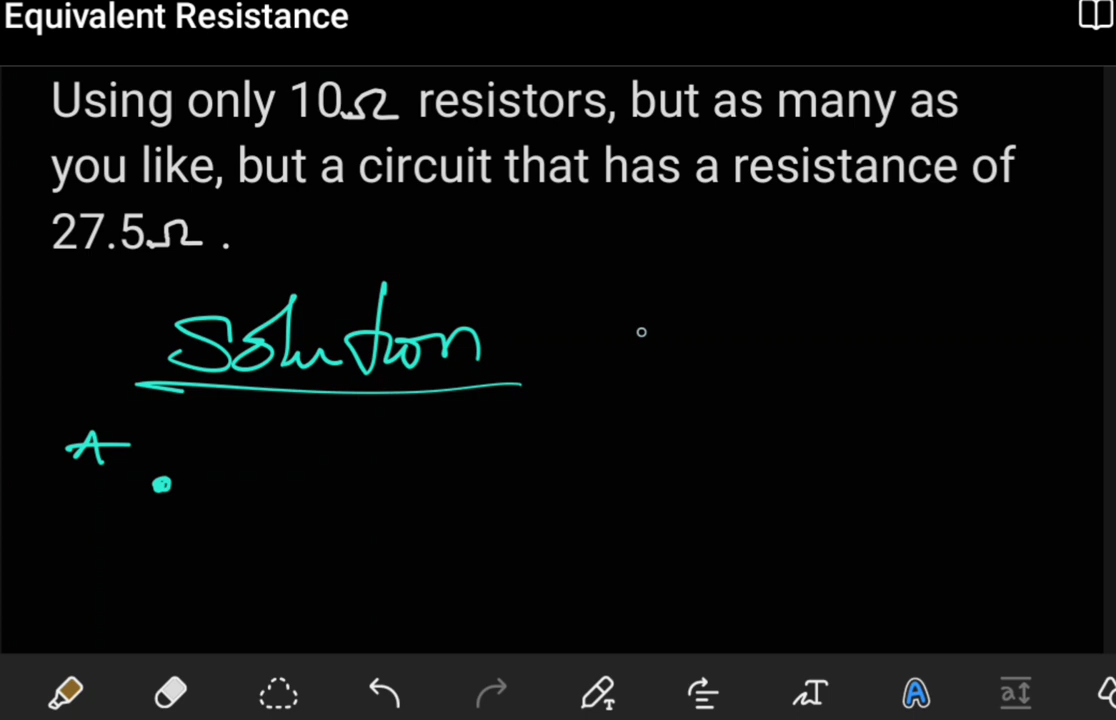 Equivalent Resistance
Using only 10Ω resistors, but as many as
you like, but a circuit that has a resistance of
27.5Ω .
Solution
A